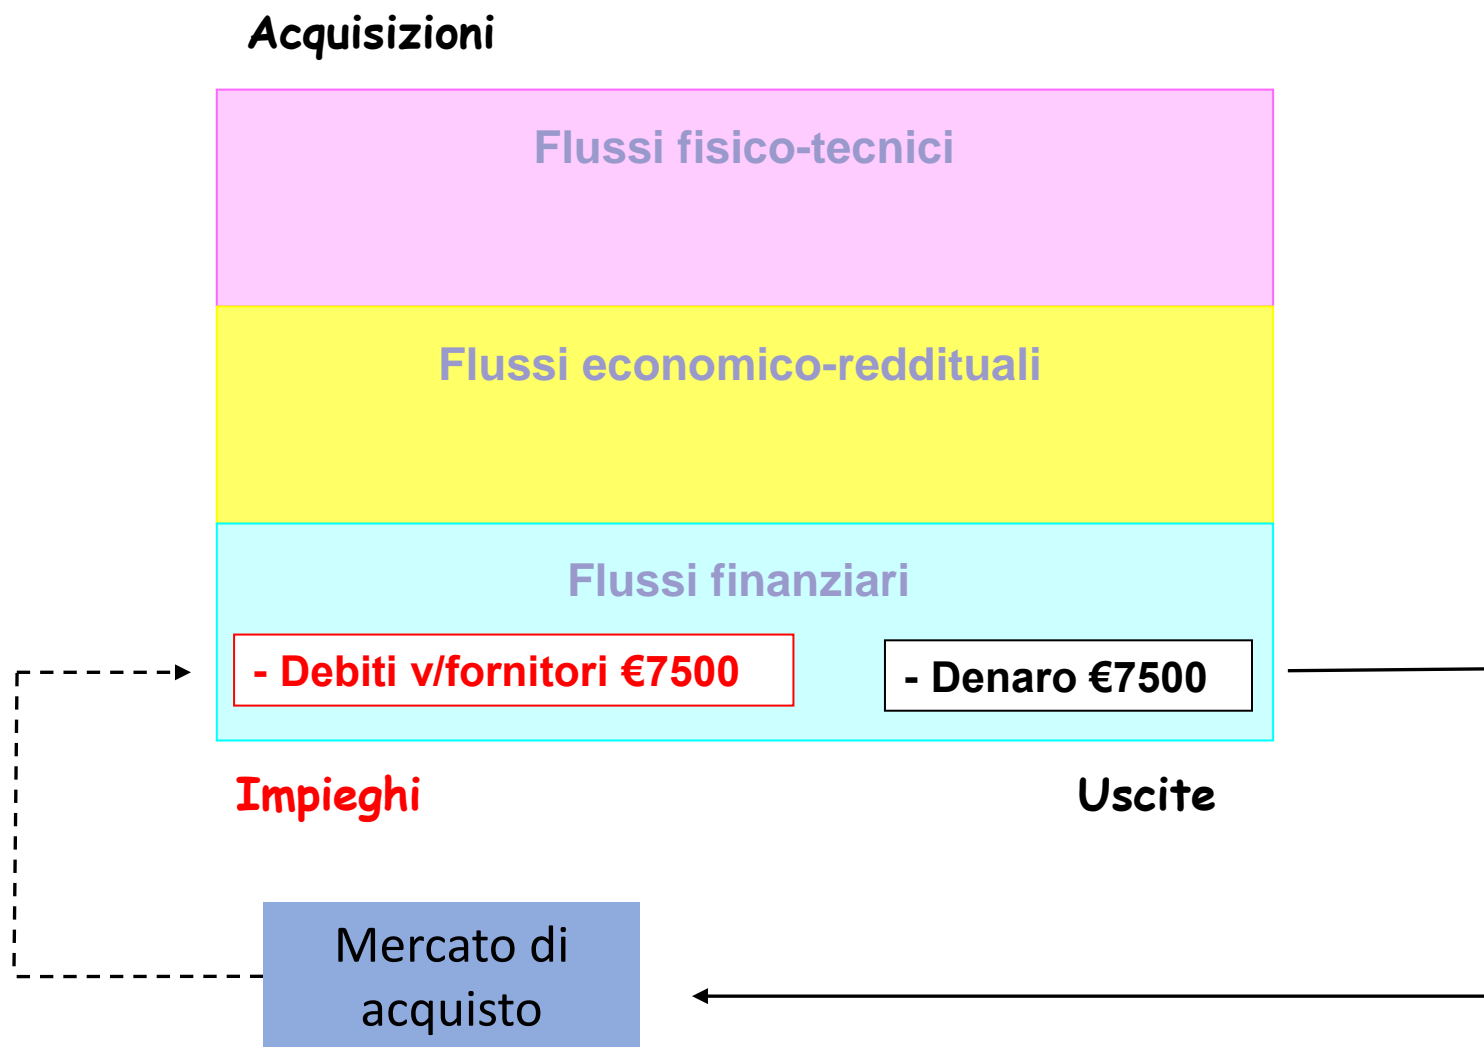 Acquisizioni
Flussi fisico-tecnici
Flussi economico-reddituali
Flussi finanziari
- Debiti v/fornitori €7500
- Denaro €7500
Impieghi
Uscite
Mercato di
acquisto